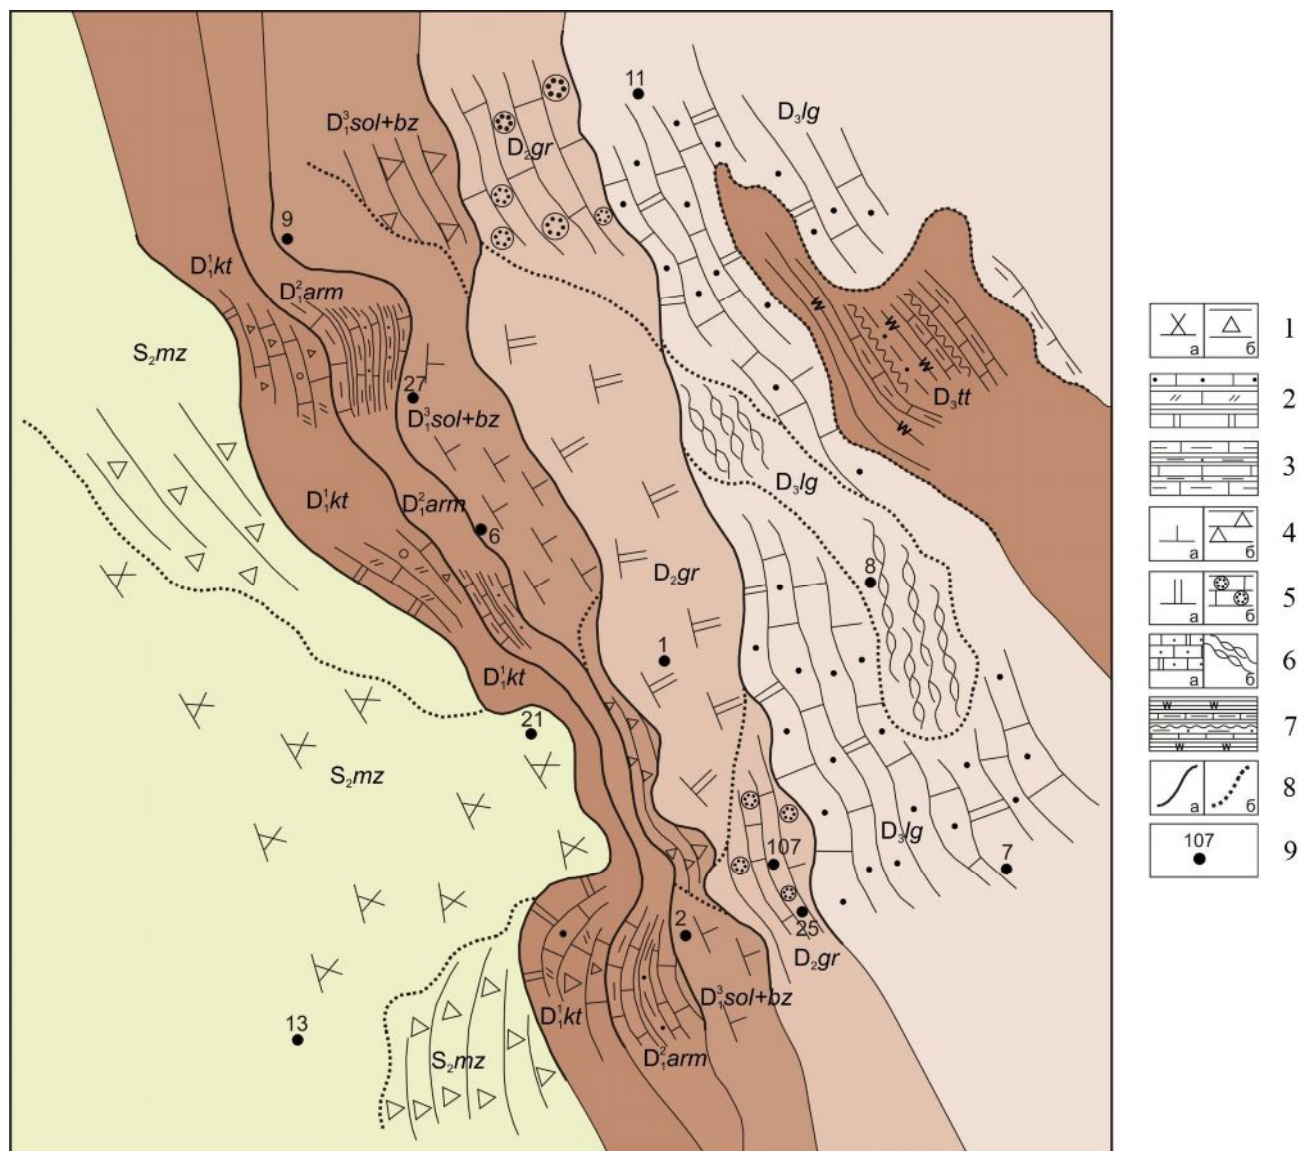 11
D₃lg
D₁³sol+bz
D₂gr
9
D₁¹kt
D₁²arm
S₂mz
27
D₁³sol+bz
D₃tt
D₃lg
D₁¹kt
D₁²arm
6
D₂gr
8
1
D₁¹kt
21
S₂mz
D₃lg
107
7
25
2
D₂gr
D₁³sol+bz
D₁¹kt
13
S₂mz
D₁²arm
а б 1
2
3
а б 4
а б 5
а б 6
w w
w w 7
а б 8
107 9
w
w
w
w